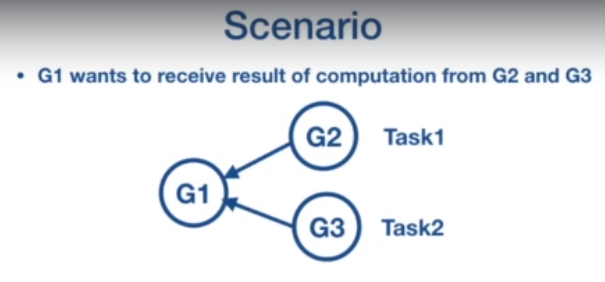 Scenario
• G1 wants to receive result of computation from G2 and G3
G2 Task1
G1
G3 Task2